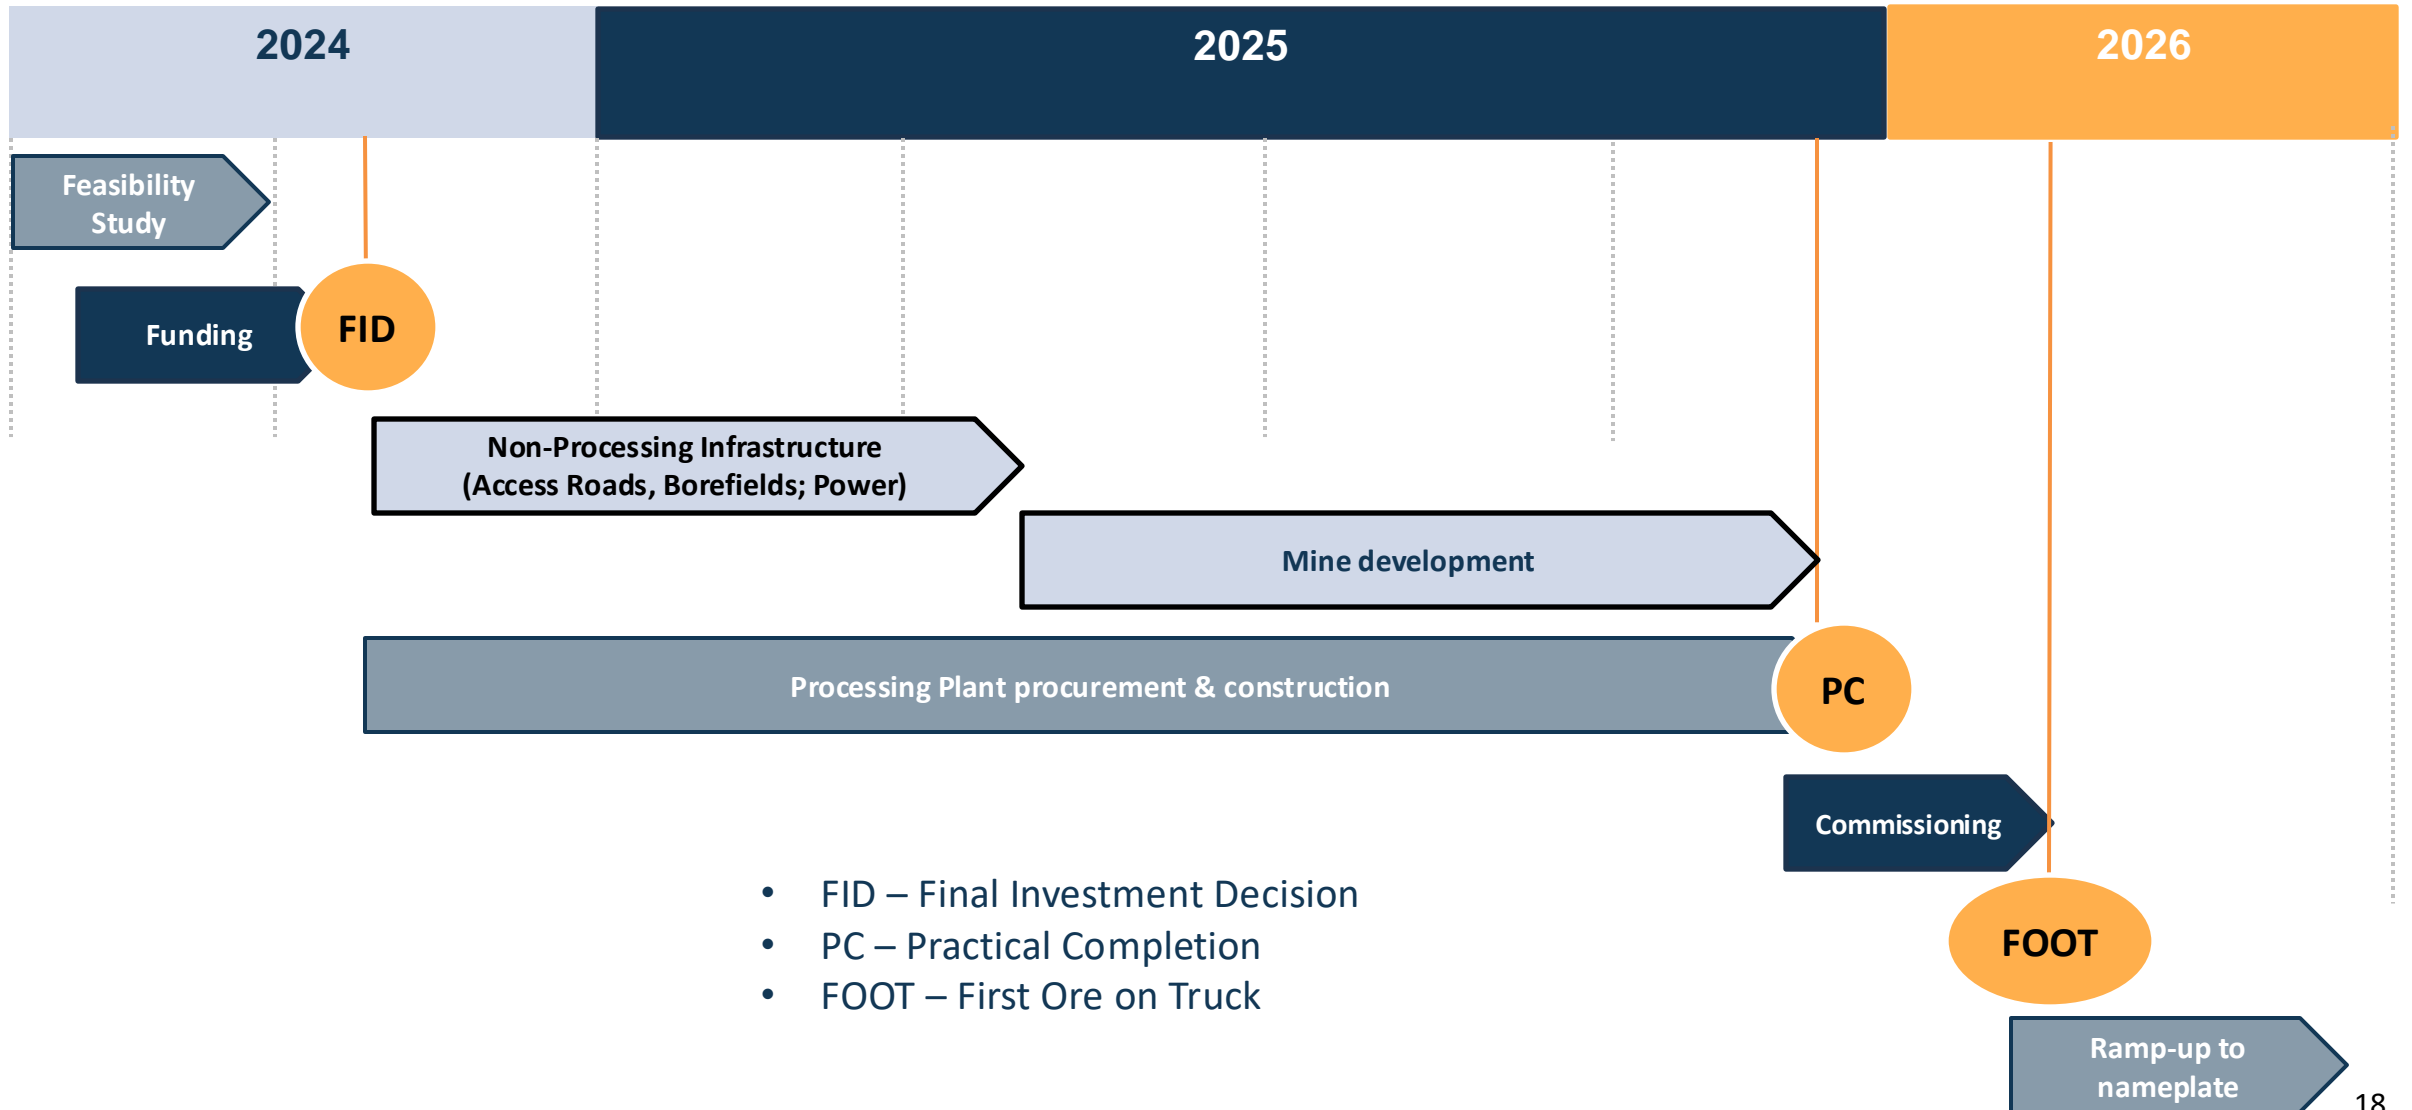 2024
2025
2026
Feasibility
Study
Funding
FID
Non-Processing Infrastructure
(Access Roads, Borefields; Power)
Mine development
Processing Plant procurement & construction
PC
Commissioning
• FID – Final Investment Decision
• PC – Practical Completion
• FOOT – First Ore on Truck
FOOT
Ramp-up to
nameplate
18